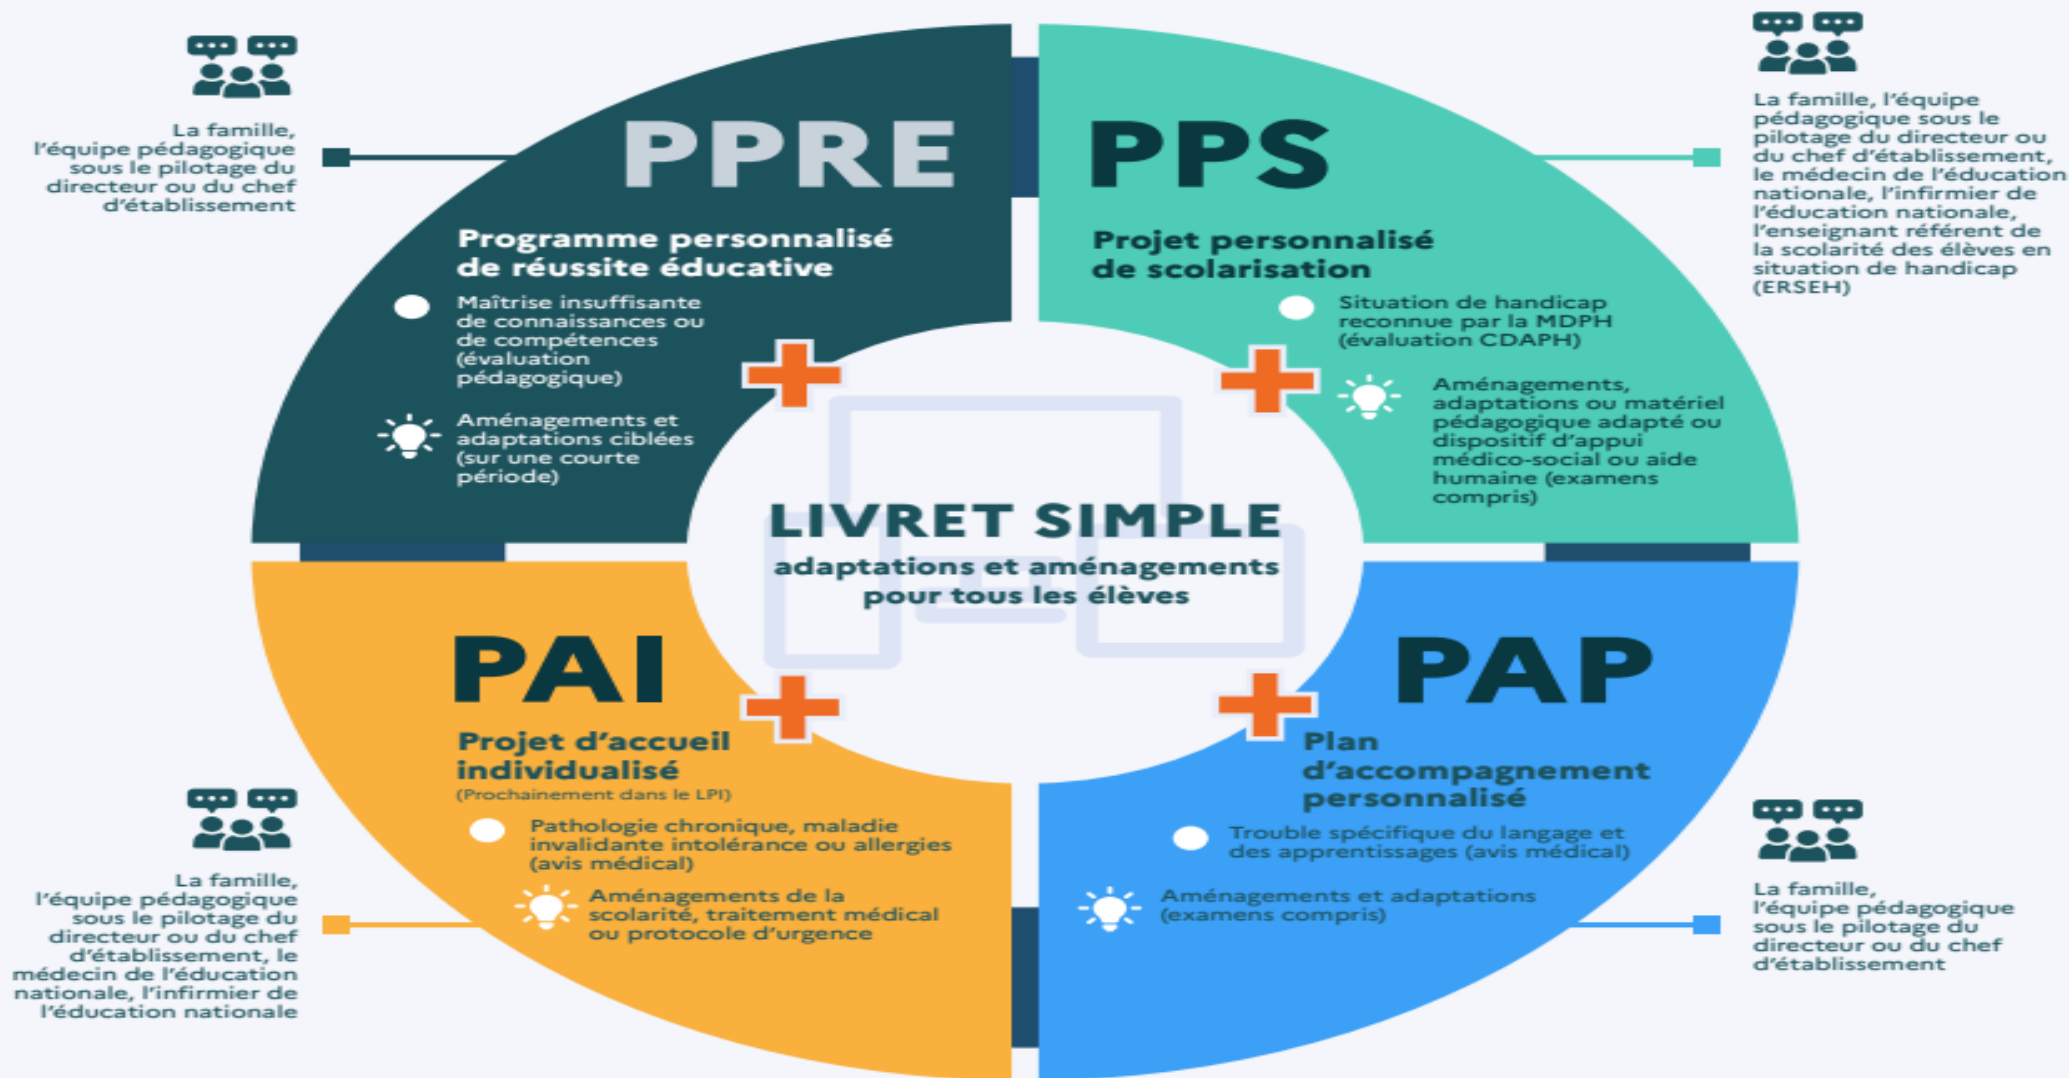 La famille,
l'équipe pédagogique
sous le pilotage du
directeur ou du chef
d'établissement
PPRE
Programme personnalisé
de réussite éducative
Maîtrise insuffisante
de connaissances ou
de compétences
(évaluation
pédagogique)
Aménagements et
adaptations ciblées
(sur une courte
période)
PPS
Projet personnalisé
de scolarisation
Situation de handicap
reconnue par la MDPH
(évaluation CDAPH)
Aménagements,
adaptations ou matériel
pédagogique adapté ou
dispositif d'appui
médico-social ou aide
humaine (examens
compris)
La famille, l'équipe
pédagogique sous le
pilotage du directeur ou
du chef d'établissement,
le médecin de l'éducation
nationale, l'infirmier de
l'éducation nationale,
l'enseignant référent de
la scolarité des élèves en
situation de handicap
(ERSEH)
LIVRET SIMPLE
adaptations et aménagements
pour tous les élèves
PAI
Projet d'accueil
individualisé
(Prochainement dans le LPI)
Pathologie chronique, maladie
invalidante intolérance ou allergies
(avis médical)
Aménagements de la
scolarité, traitement médical
ou protocole d'urgence
La famille,
l'équipe pédagogique
sous le pilotage du
directeur ou du chef
d'établissement, le
médecin de l'éducation
nationale, l'infirmier de
l'éducation nationale
PAP
Plan
d'accompagnement
personnalisé
Trouble spécifique du langage et
des apprentissages (avis médical)
Aménagements et adaptations
(examens compris)
La famille,
l'équipe pédagogique
sous le pilotage du
directeur ou du chef
d'établissement